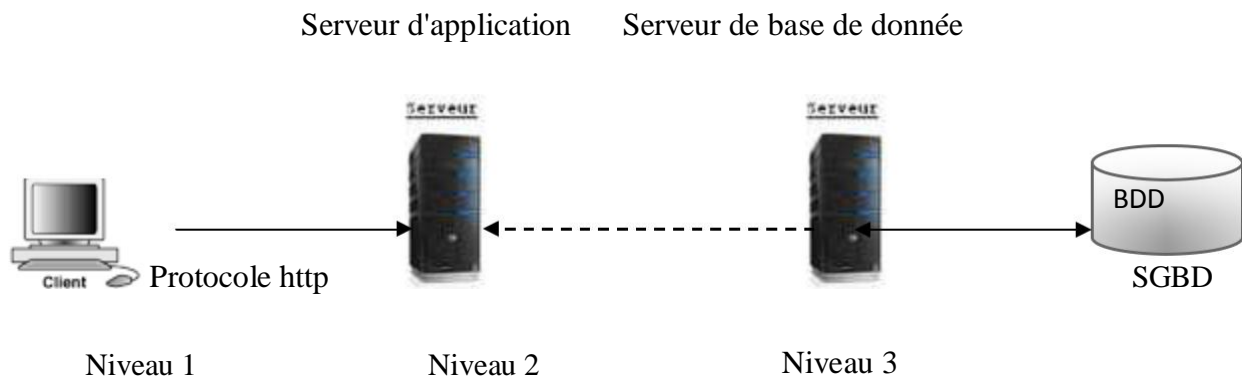 Serveur d'application Serveur de base de donnée
Serveur Serveur
BDD
Client Protocole http SGBD
Niveau 1 Niveau 2 Niveau 3